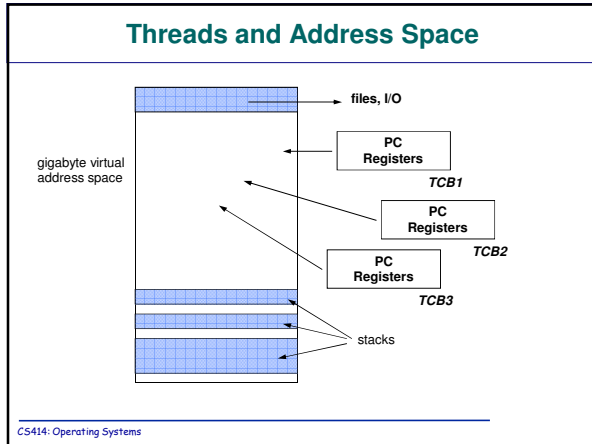 Threads and Address Space
files, I/O
gigabyte virtual
address space
PC
Registers
TCB1
PC
Registers
TCB2
PC
Registers
TCB3
stacks
CS414: Operating Systems